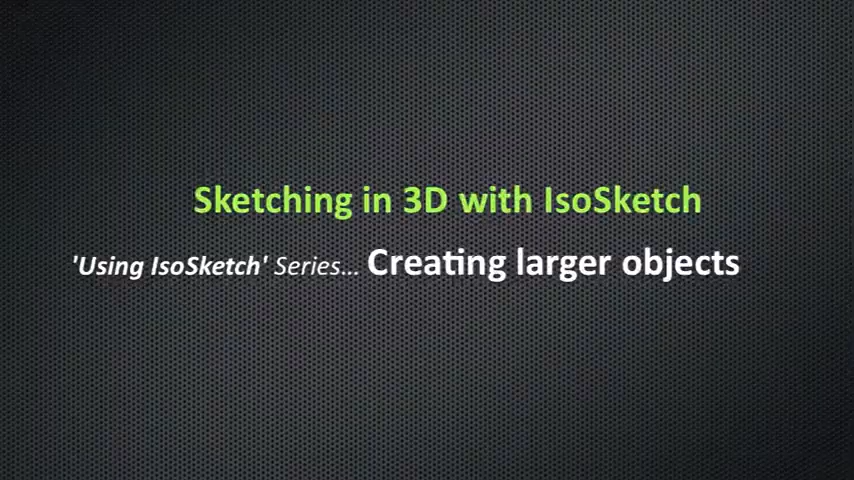 Sketching in 3D with IsoSketch
'Using IsoSketch' Series... Creating larger objects